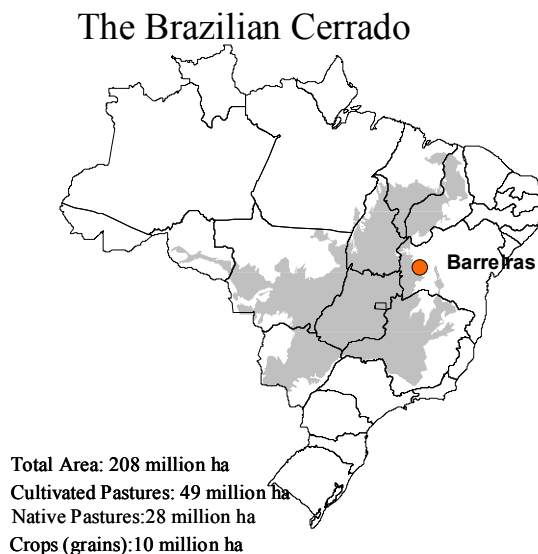 The Brazilian Cerrado
Barreiras
Total Area: 208 million ha
Cultivated Pastures: 49 million ha
Native Pastures:28 million ha
Crops (grains):10 million ha